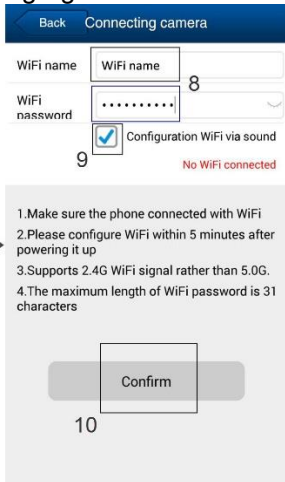 Back Connecting camera
WiFi name WiFi name
8
WiFi
password ••••••••••
9 Configuration WiFi via sound
No WiFi connected
1.Make sure the phone connected with WiFi
2.Please configure WiFi within 5 minutes after
powering it up
3.Supports 2.4G WiFi signal rather than 5.0G.
4.The maximum length of WiFi password is 31
characters
Confirm
10